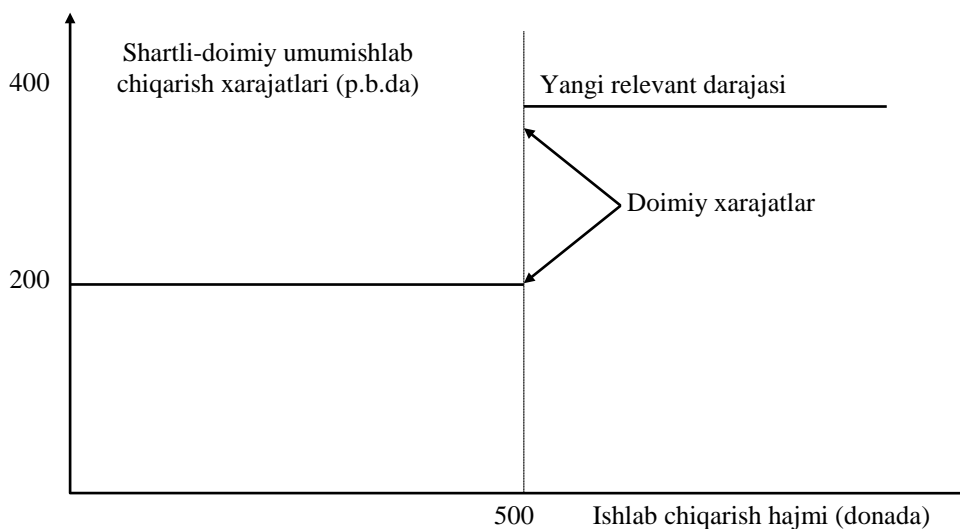 Shartli-doimiy umumishlab
chiqarish xarajatlari (p.b.da)
400
Yangi relevant darajasi
Doimiy xarajatlar
200
500
Ishlab chiqarish hajmi (donada)